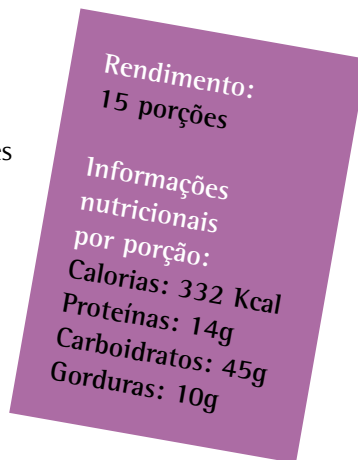 Rendimento:
15 porções
Informações
nutricionais
por porção:
Calorias: 332 Kcal
Proteínas: 14g
Carboidratos: 45g
Gorduras: 10g